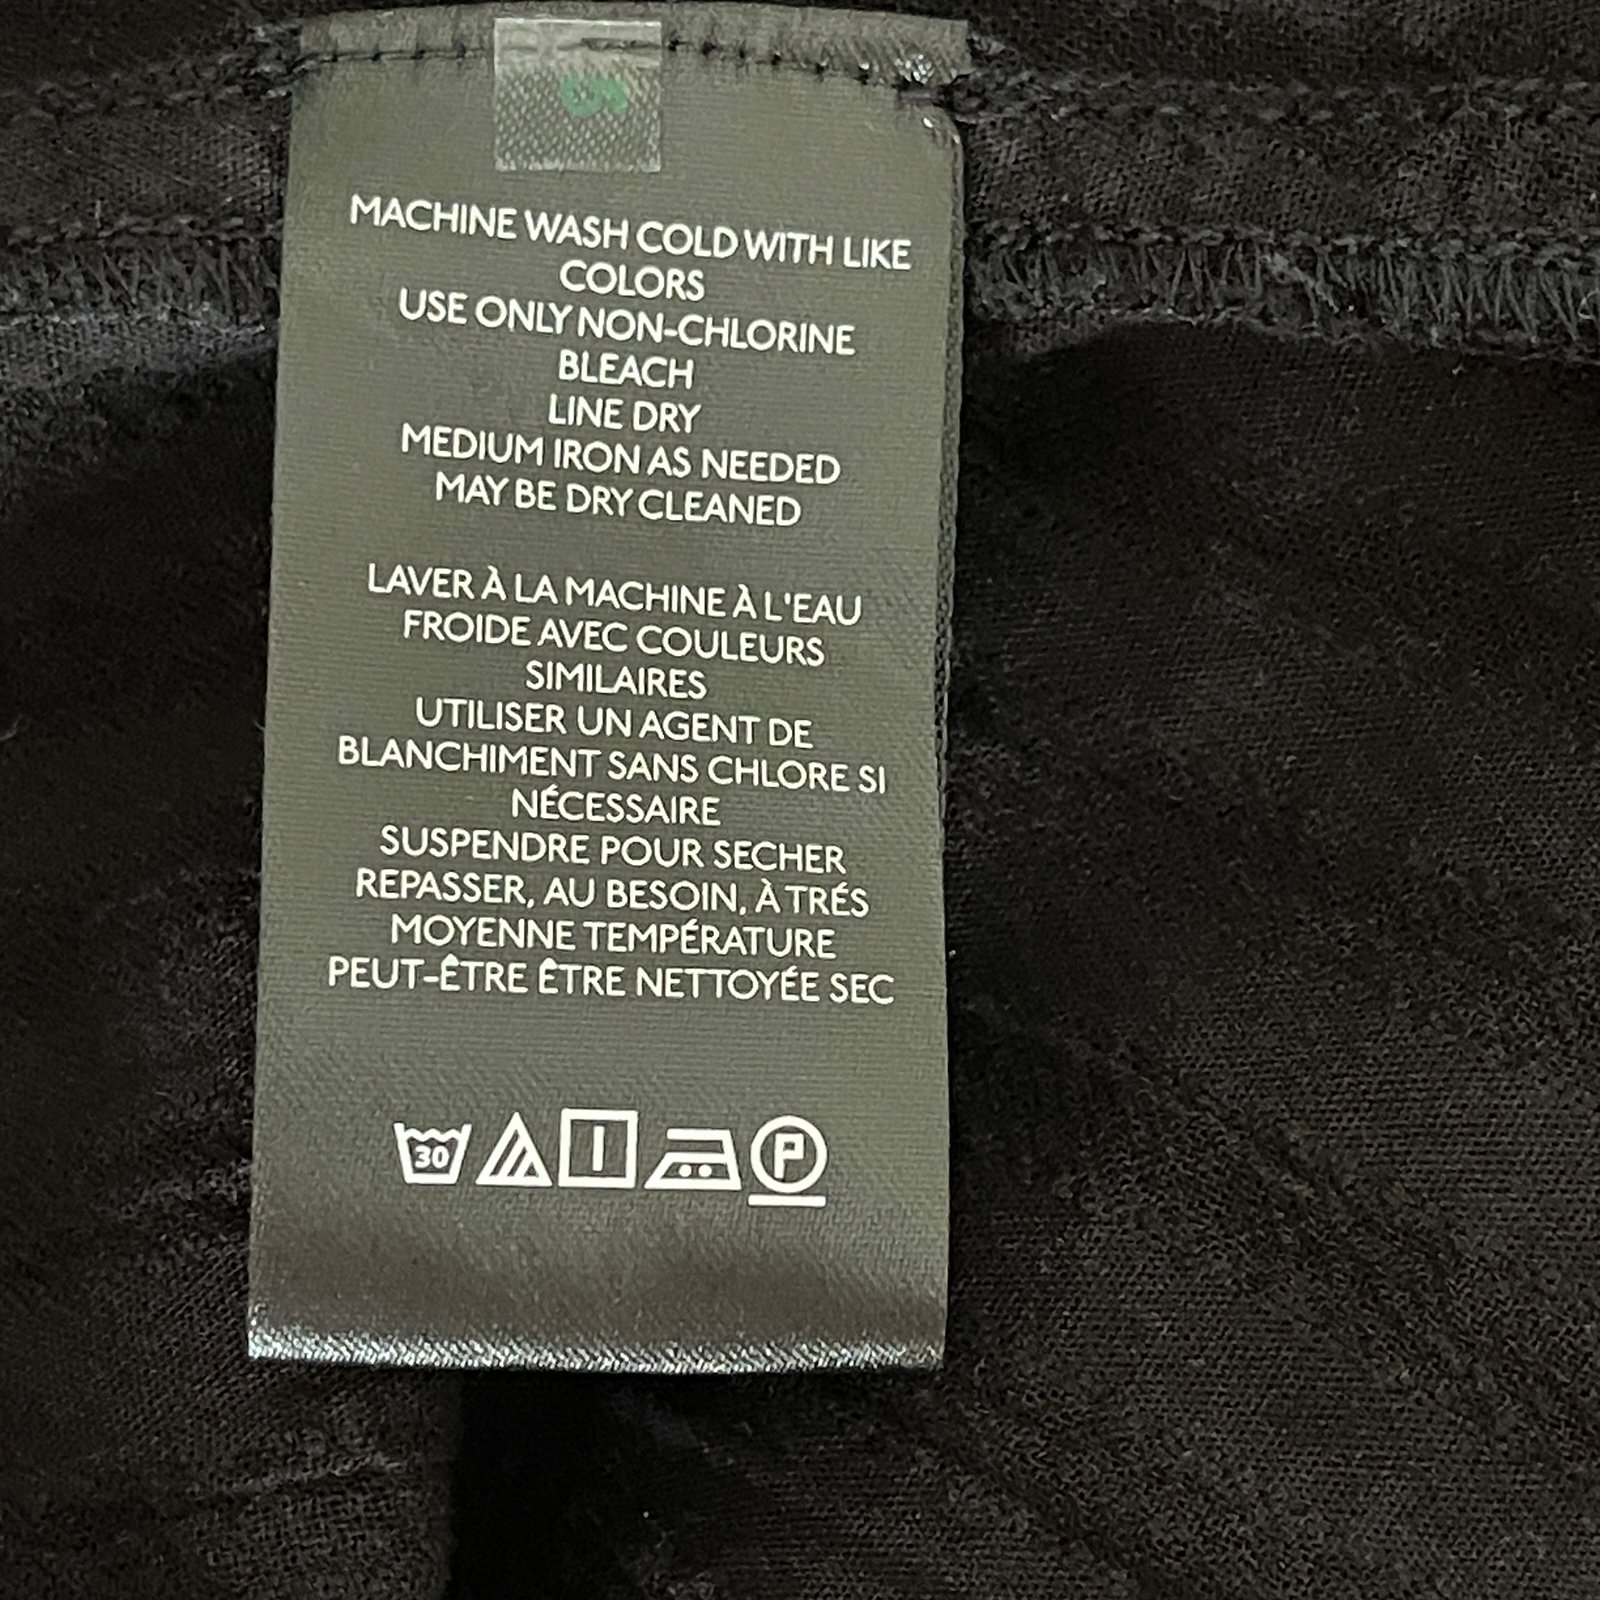 MACHINE WASH COLD WITH LIKE
COLORS
USE ONLY NON-CHLORINE
BLEACH
LINE DRY
MEDIUM IRON AS NEEDED
MAY BE DRY CLEANED
LAVER À LA MACHINE À L'EAU
FROIDE AVEC COULEURS
SIMILAIRES
UTILISER UN AGENT DE
BLANCHIMENT SANS CHLORE SI
NÉCESSAIRE
SUSPENDRE POUR SECHER
REPASSER, AU BESOIN, À TRÉS
MOYENNE TEMPÉRATURE
PEUT-ÊTRE ÊTRE NETTOYÉE SEC
30 P